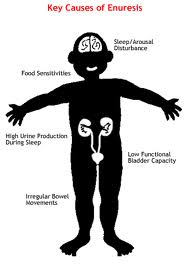 Key Causes of Enuresis
Sleep/Arousal
Disturbance
Food Sensitivities
High Urine Production
During Sleep
Low Functional
Bladder Capacity
Irregular Bowel
Movements